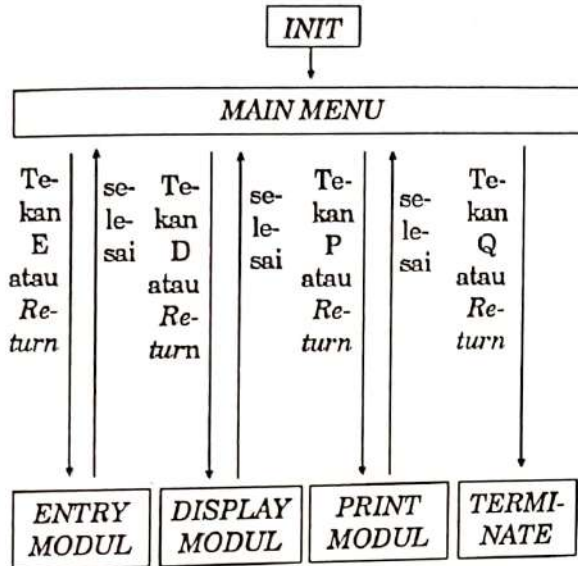 INIT
MAIN MENU
Te-
kan
E
atau
Re-
turn
se-
le-
sai
Te-
kan
D
atau
Re-
turn
se-
le-
sai
Te-
kan
P
atau
Re-
turn
se-
le-
sai
Te-
kan
Q
atau
Re-
turn
ENTRY
MODUL
DISPLAY
MODUL
PRINT
MODUL
TERMI-
NATE